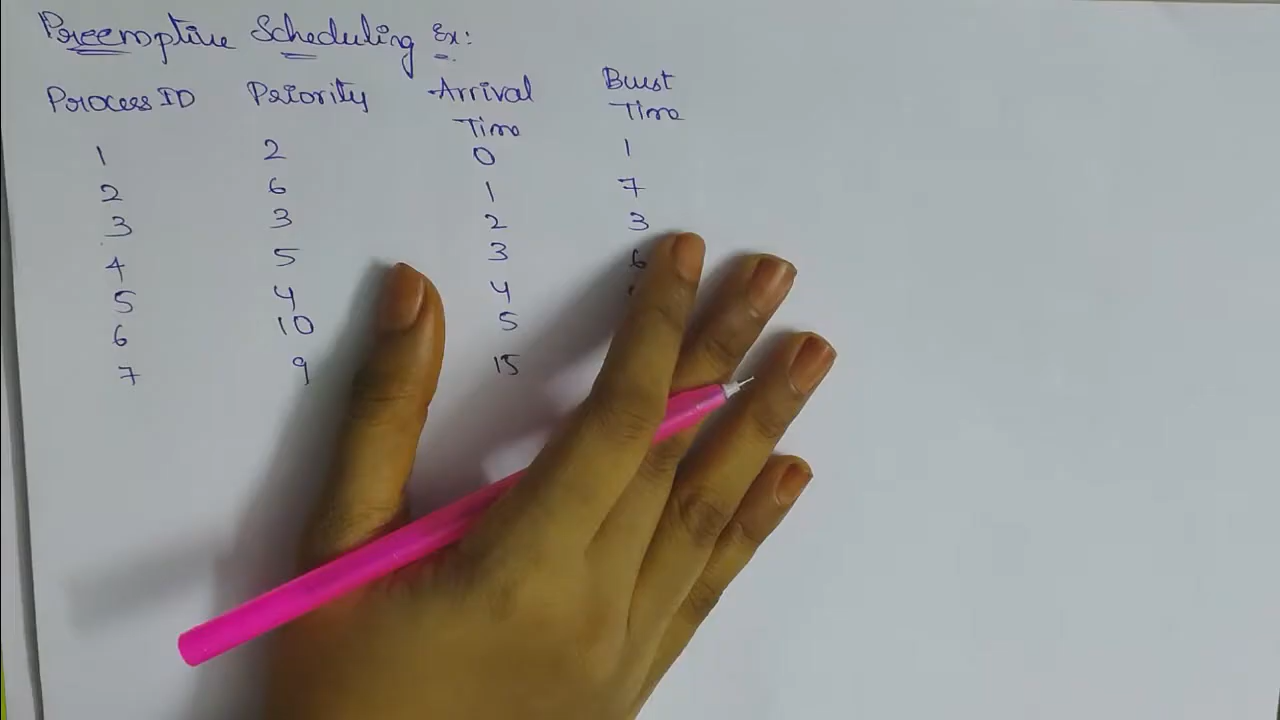 Preemptive Scheduling Ex:
Process ID Priority Arrival Time Burst Time
1 2 0 1
2 6 1 7
3 3 2 3
4 5 3 6
5 4 4
6 10 5
7 9 15